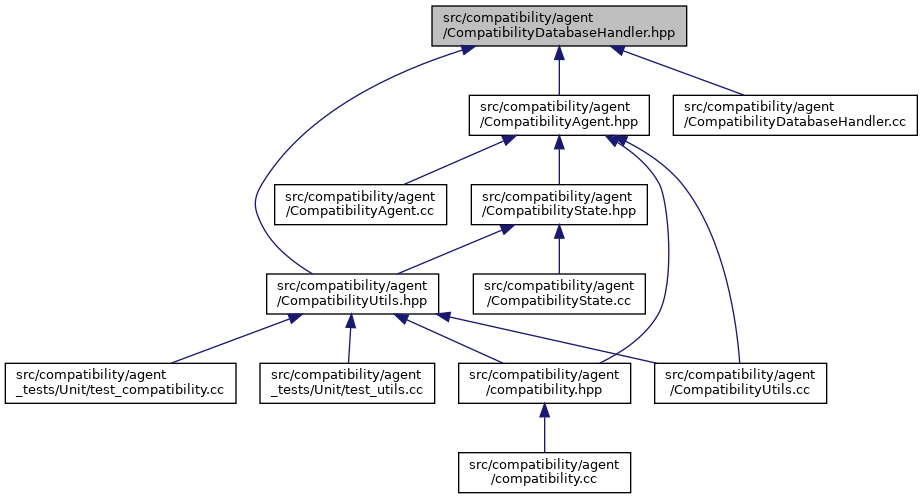 src/compatibility/agent
/CompatibilityDatabaseHandler.hpp
src/compatibility/agent
/CompatibilityAgent.hpp
src/compatibility/agent
/CompatibilityDatabaseHandler.cc
src/compatibility/agent
/CompatibilityAgent.cc
src/compatibility/agent
/CompatibilityState.hpp
src/compatibility/agent
/CompatibilityUtils.hpp
src/compatibility/agent
/CompatibilityState.cc
src/compatibility/agent
_tests/Unit/test_compatibility.cc
src/compatibility/agent
_tests/Unit/test_utils.cc
src/compatibility/agent
/compatibility.hpp
src/compatibility/agent
/CompatibilityUtils.cc
src/compatibility/agent
/compatibility.cc